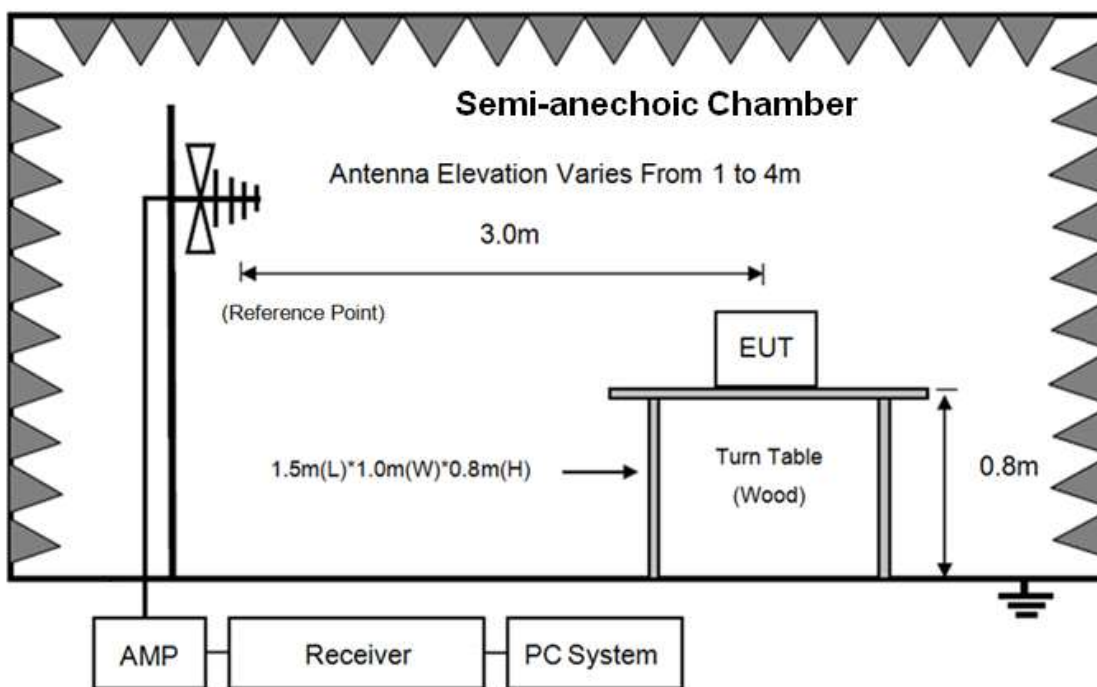 Semi-anechoic Chamber
Antenna Elevation Varies From 1 to 4m
3.0m
(Reference Point)
EUT
1.5m(L)*1.0m(W)*0.8m(H)
Turn Table
(Wood)
0.8m
AMP
Receiver
PC System